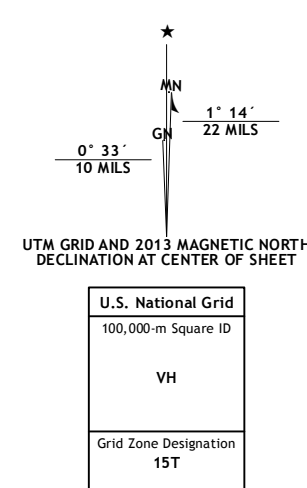 ★
MN
1° 14´
22 MILS
GN
0° 33´
10 MILS
UTM GRID AND 2013 MAGNETIC NORTH
DECLINATION AT CENTER OF SHEET
U.S. National Grid
100,000-m Square ID
VH
Grid Zone Designation
15T